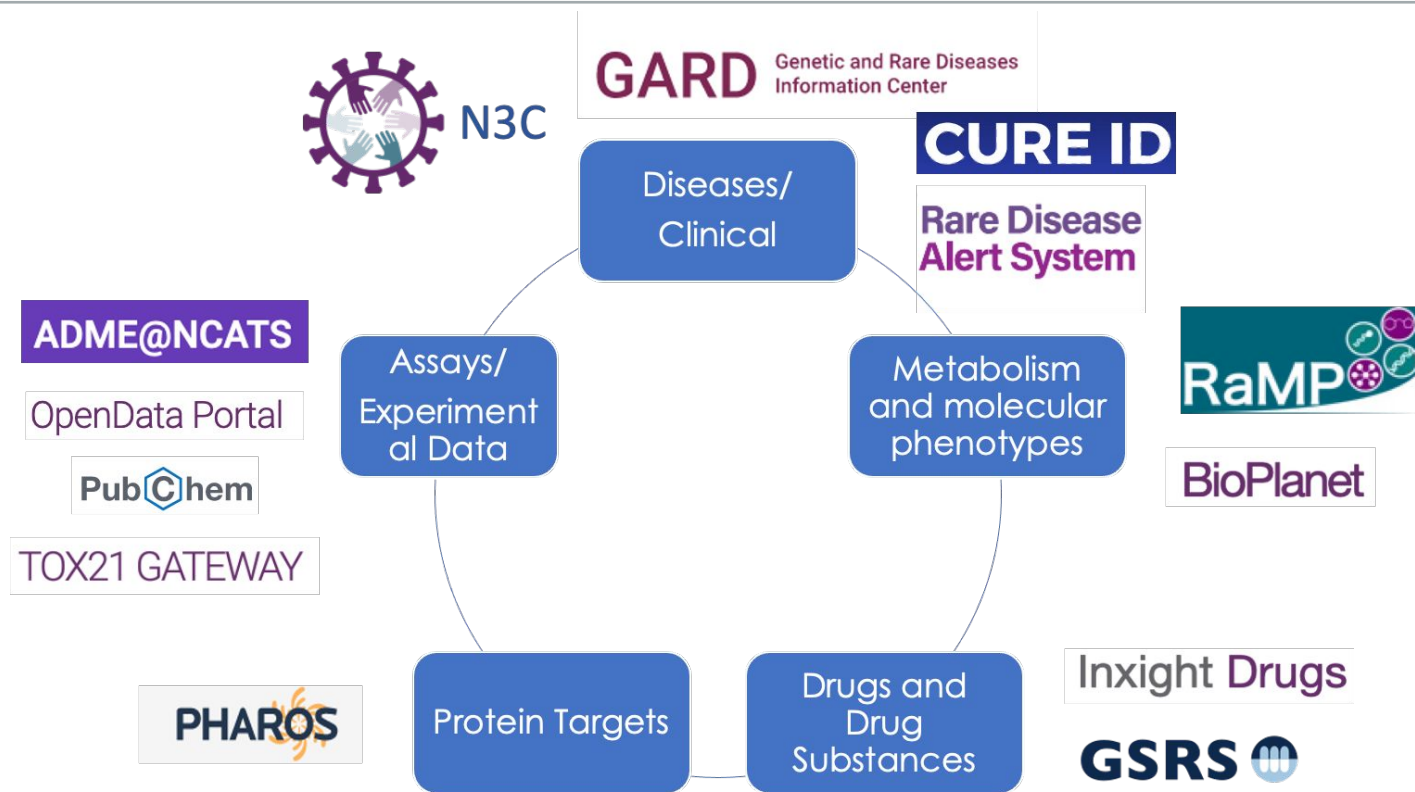 N3C
GARD
Genetic and Rare Diseases
Information Center
CURE ID
Rare Disease
Alert System
Diseases/
Clinical
ADME@NCATS
OpenData Portal
PubChem
TOX21 GATEWAY
Assays/
Experiment
al Data
Metabolism
and molecular
phenotypes
RaMP
BioPlanet
PHAROS
Protein Targets
Drugs and
Drug
Substances
Inxight Drugs
GSRS